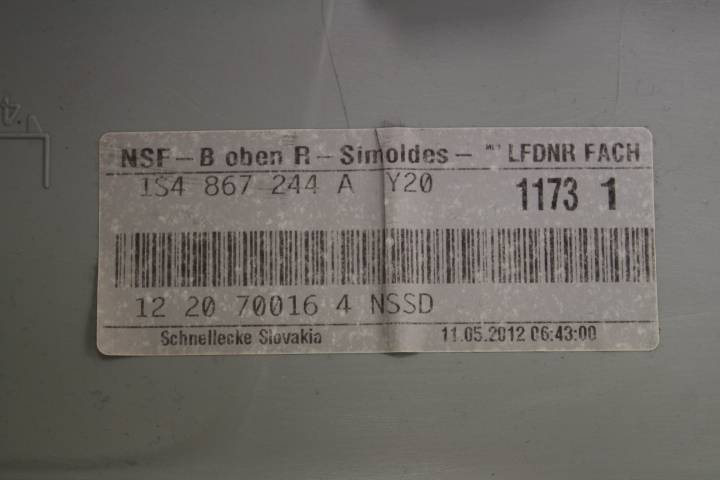 NSF - B oben R - Simoldes - LFDNR FACH
1S4 867 244 A Y20 1173 1
12 20 70016 4 NSSD
Schnellecke Slovakia 11.05.2012 06:43:00